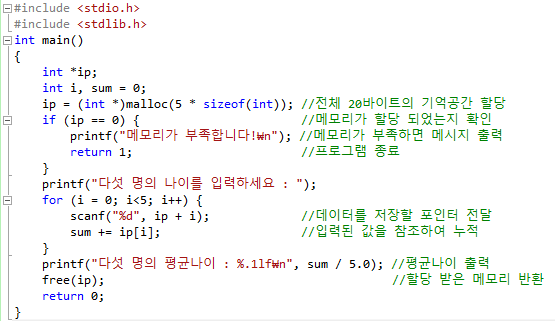 #include <stdio.h>
#include <stdlib.h>
int main()
{
int *ip;
int i, sum = 0;
ip = (int *)malloc(5 * sizeof(int)); //전체 20바이트의 기억공간 할당
if (ip == 0) { //메모리가 할당 되었는지 확인
printf("메모리가 부족합니다!₩n"); //메모리가 부족하면 메시지 출력
return 1; //프로그램 종료
}
printf("다섯 명의 나이를 입력하세요 : ");
for (i = 0; i<5; i++) {
scanf("%d", ip + i); //데이터를 저장할 포인터 전달
sum += ip[i]; //입력된 값을 참조하여 누적
}
printf("다섯 명의 평균나이 : %.1lf₩n", sum / 5.0); //평균나이 출력
free(ip); //할당 받은 메모리 반환
return 0;
}